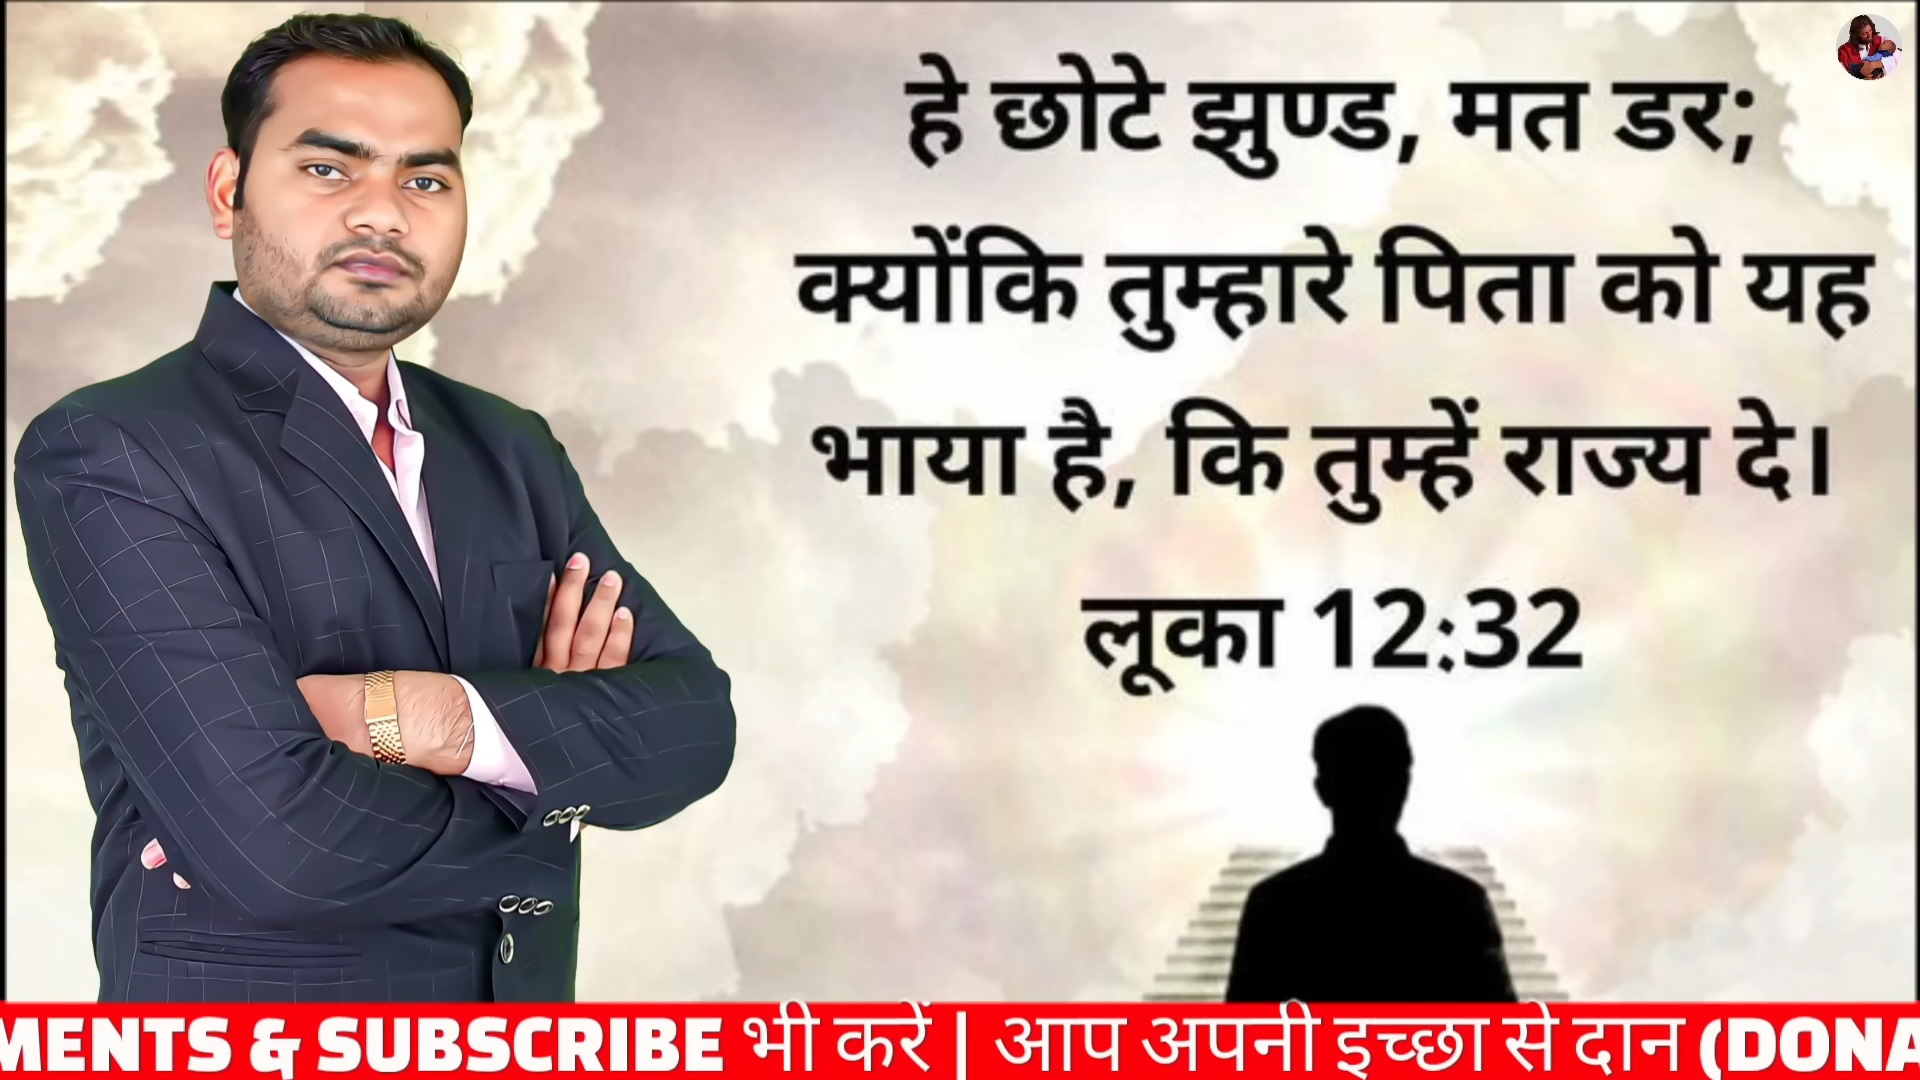 हे छोटे झुण्ड, मत डर;
क्योंकि तुम्हारे पिता को यह
भाया है, कि तुम्हें राज्य दे।
लूका 12:32
MENTS & SUBSCRIBE भी करें | आप अपनी इच्छा से दान (DONA